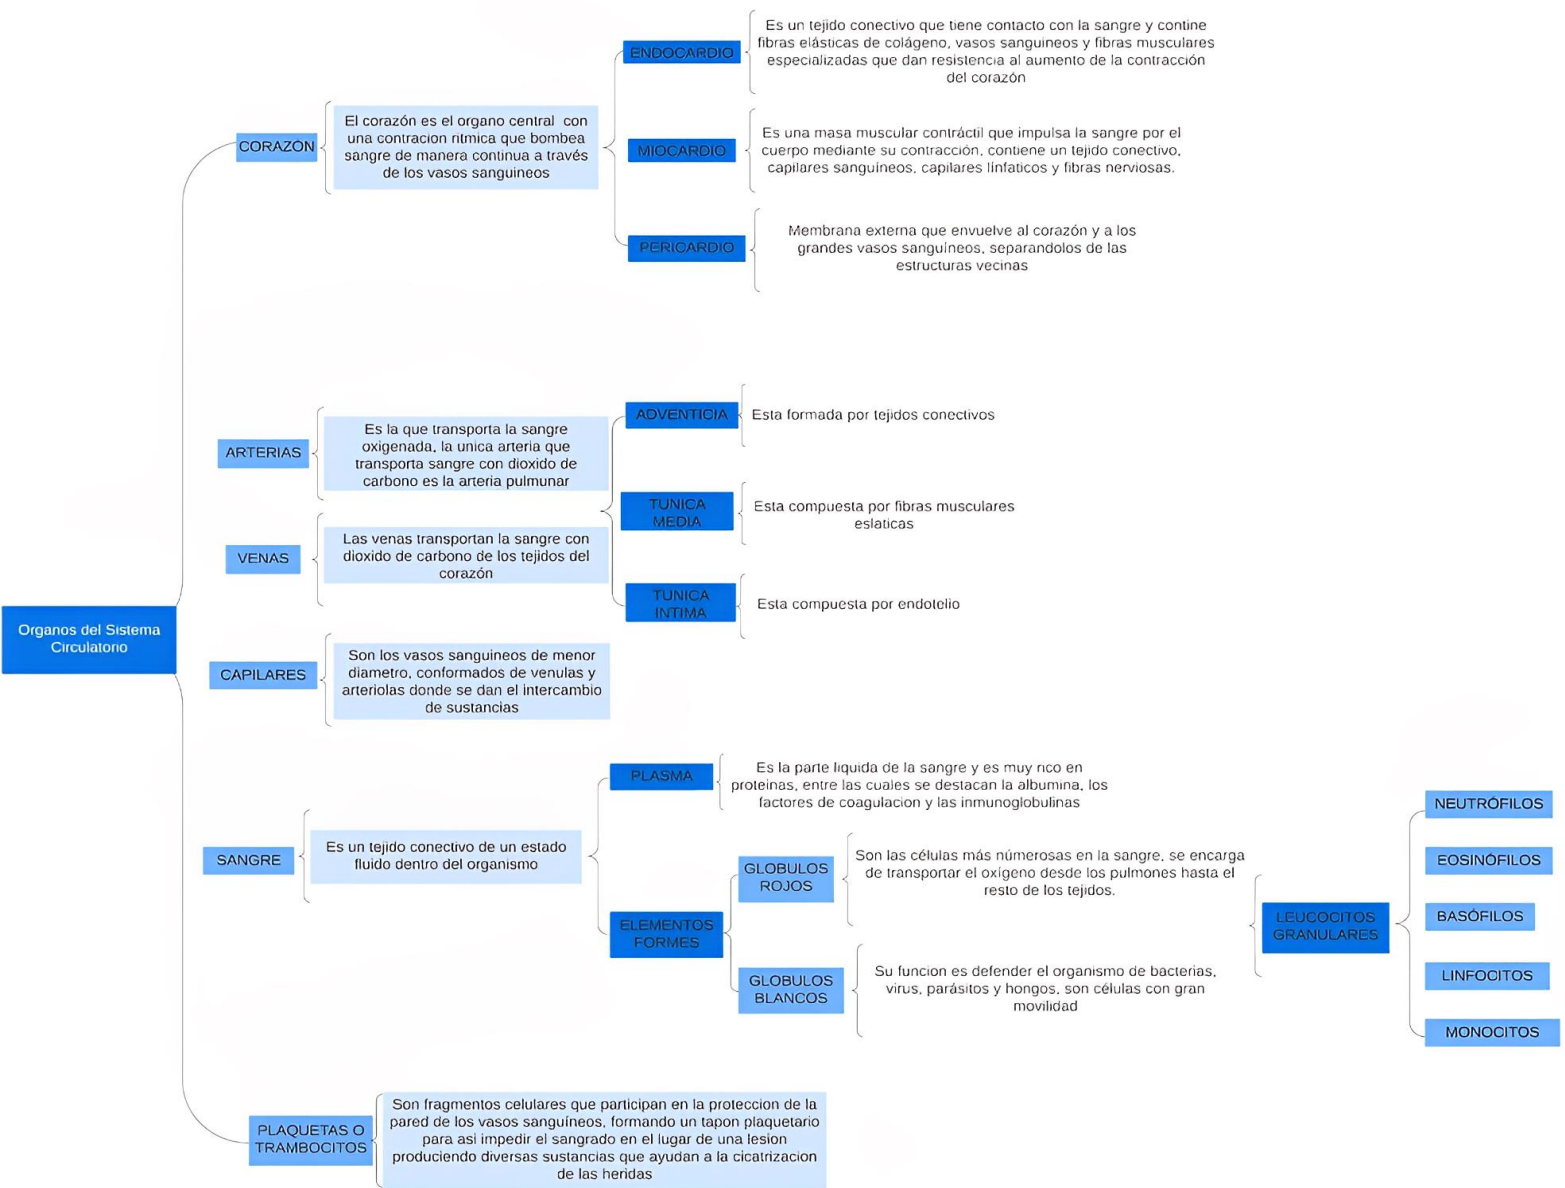 Organos del Sistema
Circulatorio
CORAZÓN
El corazón es el organo central con
una contracion ritmica que bombea
sangre de manera continua a través
de los vasos sanguineos
ENDOCARDIO
Es un tejido conectivo que tiene contacto con la sangre y contine
fibras elásticas de colágeno, vasos sanguineos y fibras musculares
especializadas que dan resistencia al aumento de la contracción
del corazón
MIOCARDIO
Es una masa muscular contráctil que impulsa la sangre por el
cuerpo mediante su contracción, contiene un tejido conectivo,
capilares sanguíneos, capilares línfaticos y fibras nerviosas.
PERICARDIO
Membrana externa que envuelve al corazón y a los
grandes vasos sanguíneos, separandolos de las
estructuras vecinas
ARTERIAS
Es la que transporta la sangre
oxigenada, la unica arteria que
transporta sangre con dioxido de
carbono es la arteria pulmunar
VENAS
Las venas transportan la sangre con
dioxido de carbono de los tejidos del
corazón
ADVENTICIA
Esta formada por tejidos conectivos
TUNICA
MEDIA
Esta compuesta por fibras musculares
eslaticas
TUNICA
INTIMA
Esta compuesta por endotelio
CAPILARES
Son los vasos sanguineos de menor
diametro, conformados de venulas y
arteriolas donde se dan el intercambio
de sustancias
SANGRE
Es un tejido conectivo de un estado
fluido dentro del organismo
PLASMA
Es la parte liquida de la sangre y es muy rico en
proteinas, entre las cuales se destacan la albumina, los
factores de coagulacion y las inmunoglobulinas
ELEMENTOS
FORMES
GLOBULOS
ROJOS
Son las células más númerosas en la sangre, se encarga
de transportar el oxígeno desde los pulmones hasta el
resto de los tejidos.
GLOBULOS
BLANCOS
Su funcion es defender el organismo de bacterias,
virus, parásitos y hongos, son células con gran
movilidad
LEUCOCITOS
GRANULARES
NEUTRÓFILOS
EOSINÓFILOS
BASÓFILOS
LINFOCITOS
MONOCITOS
PLAQUETAS O
TRAMBOCITOS
Son fragmentos celulares que participan en la proteccion de la
pared de los vasos sanguíneos, formando un tapon plaquetario
para asi impedir el sangrado en el lugar de una lesion
produciendo diversas sustancias que ayudan a la cicatrizacion
de las heridas